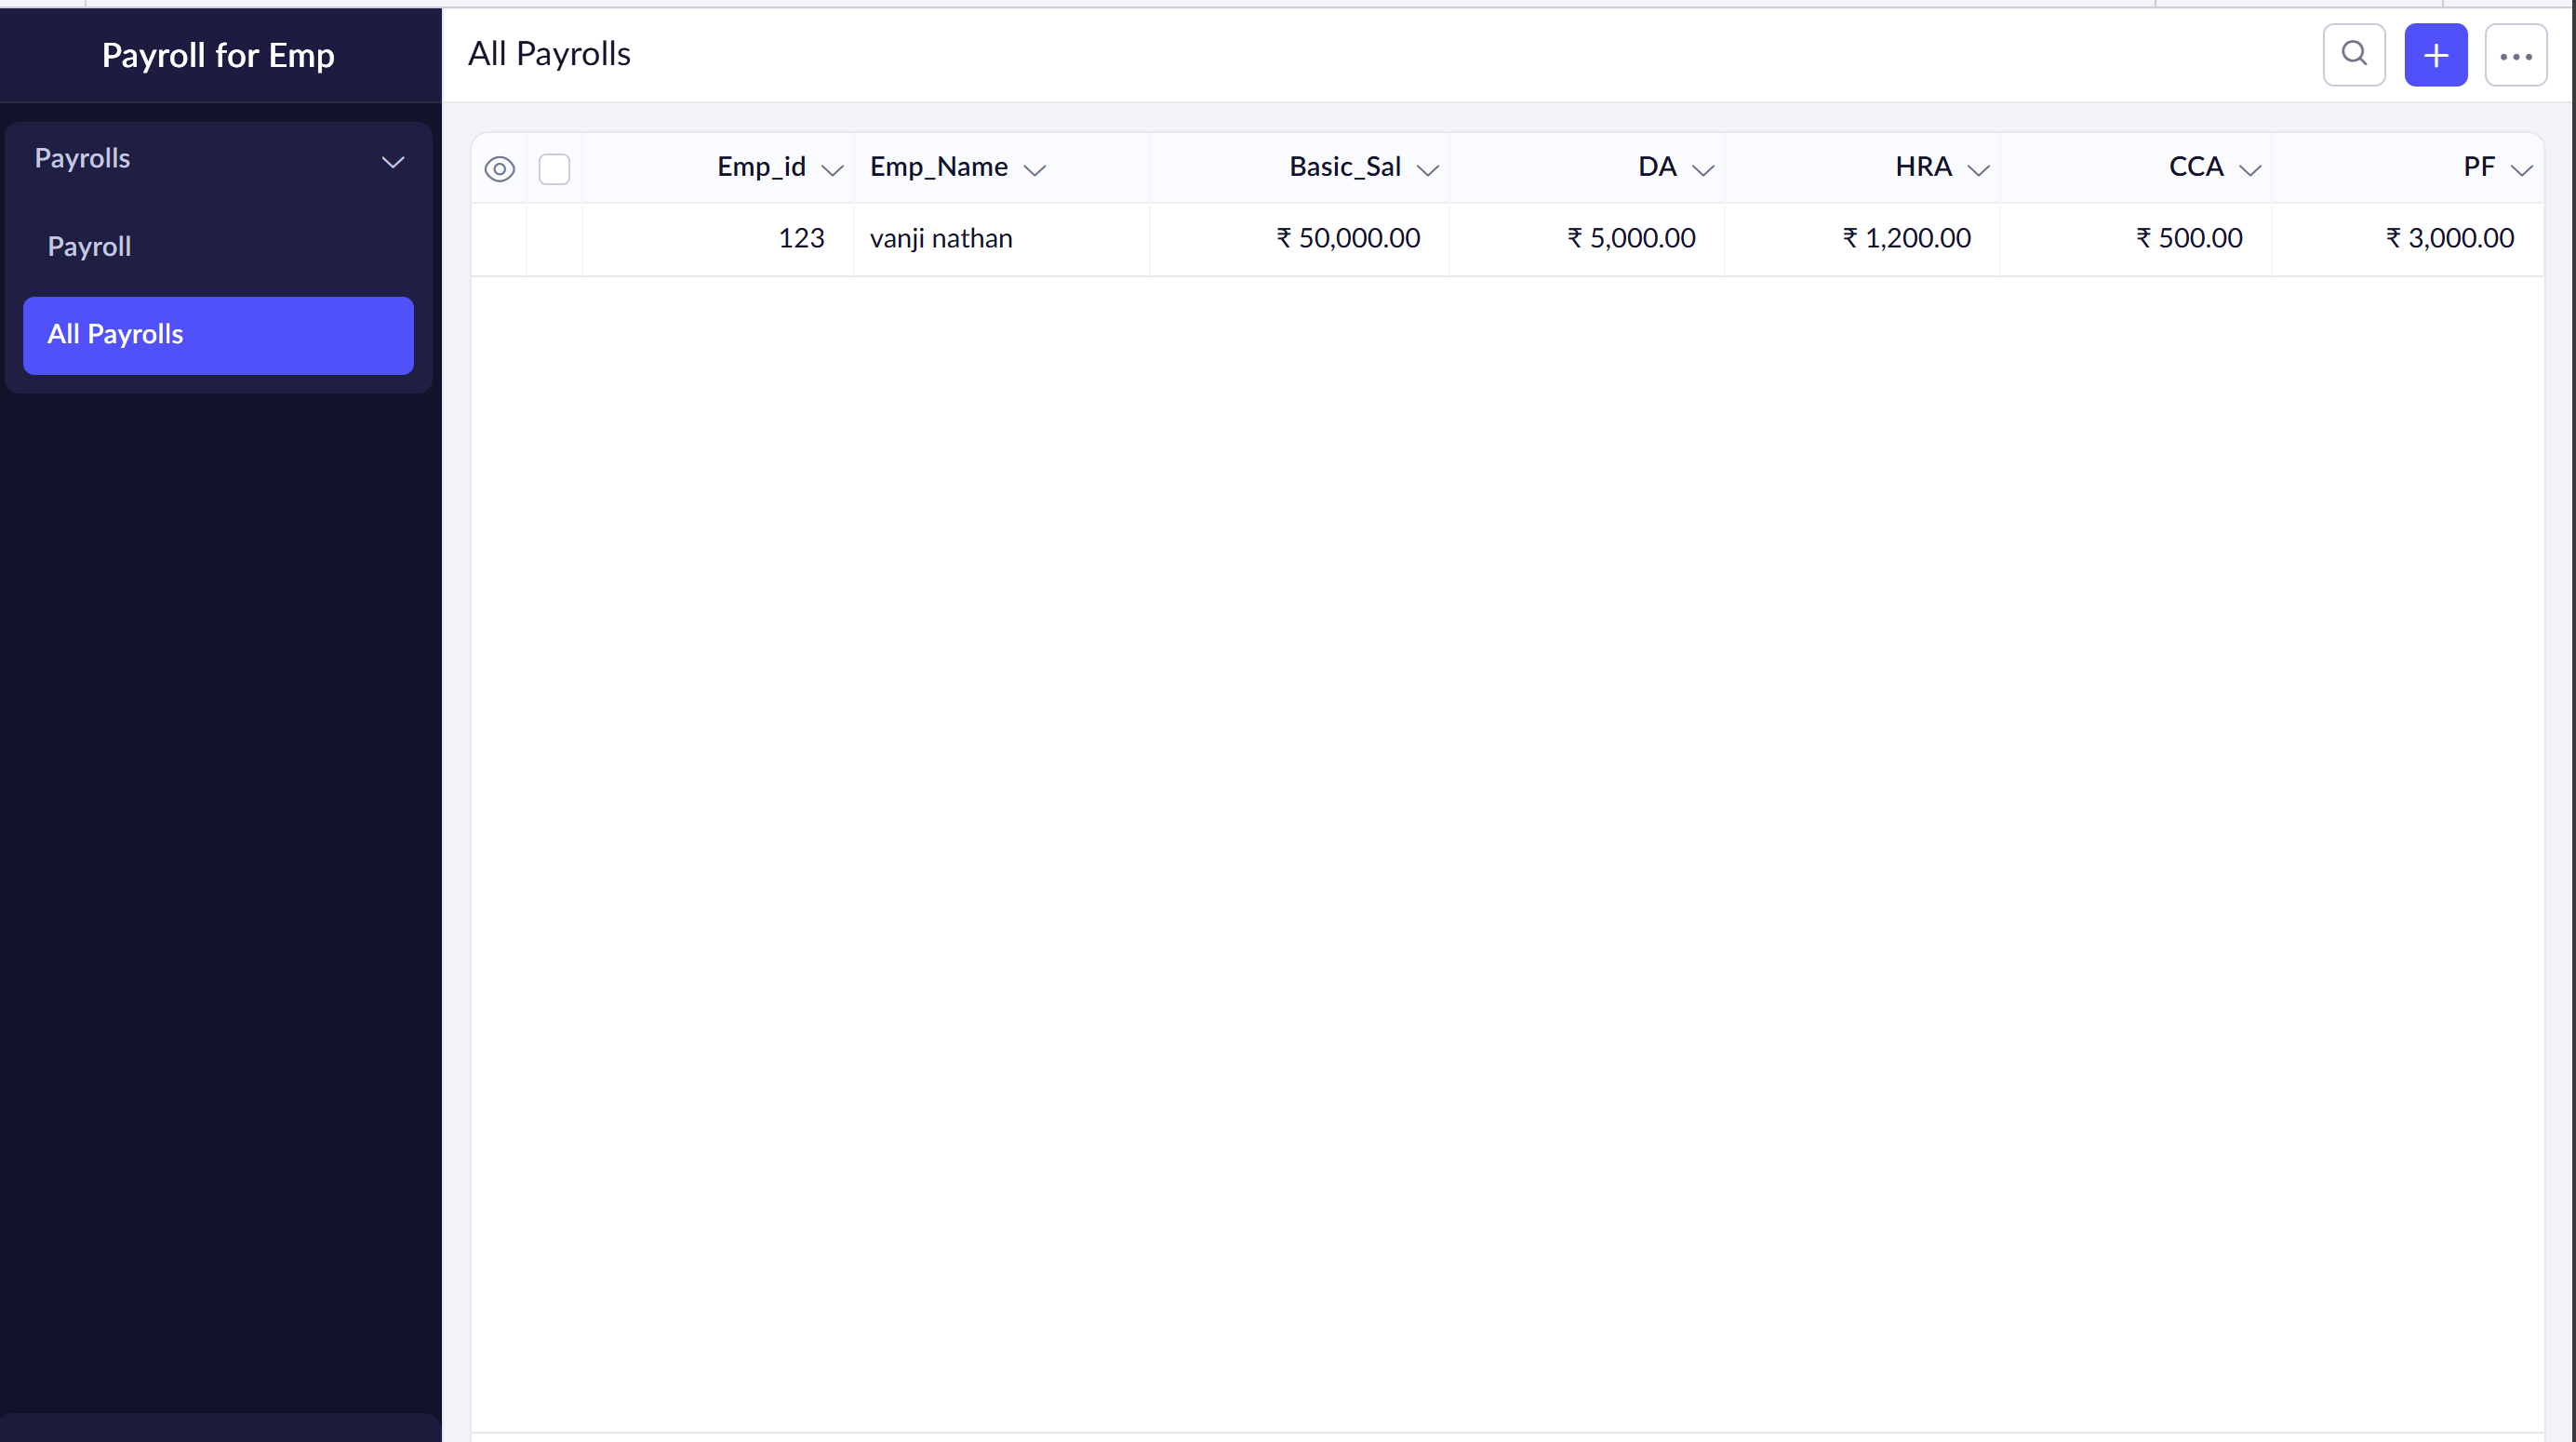 Payroll for Emp
All Payrolls
Payrolls
Payroll
All Payrolls
Emp_id Emp_Name Basic_Sal DA HRA CCA PF
123 vanji nathan ₹ 50,000.00 ₹ 5,000.00 ₹ 1,200.00 ₹ 500.00 ₹ 3,000.00